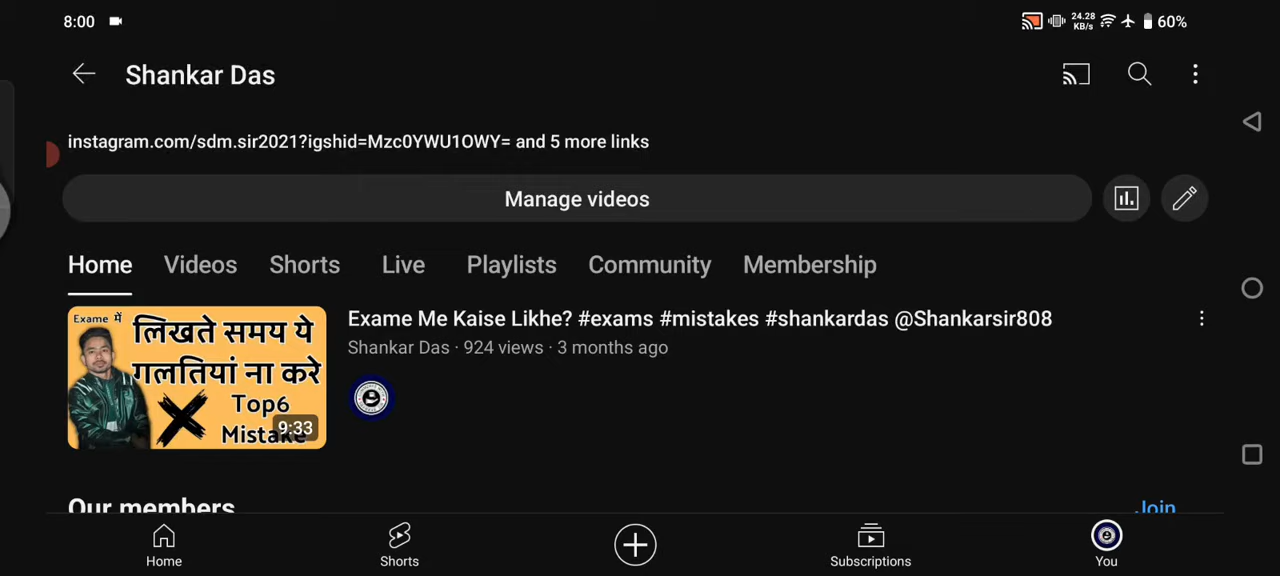 8:00
24.28
KB/s
60%
Shankar Das
instagram.com/sdm.sir2021?igshid=Mzc0YWU1OWY= and 5 more links
Manage videos
Home Videos Shorts Live Playlists Community Membership
Exame में
लिखते समय ये
गलतियां ना करे
Top6
Mistake
9:33
Exame Me Kaise Likhe? #exams #mistakes #shankardas @Shankarsir808
Shankar Das · 924 views · 3 months ago
Our members
Join
Home Shorts Subscriptions You